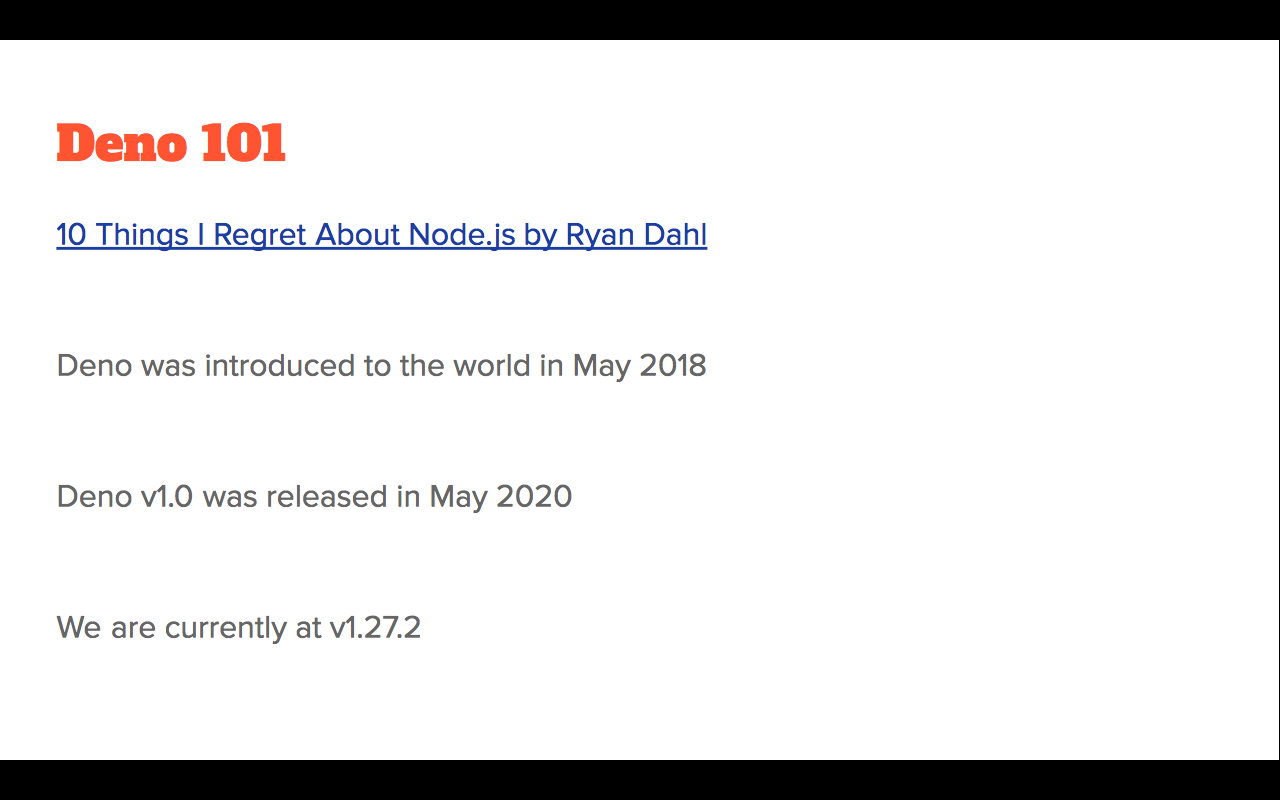 Deno 101
10 Things I Regret About Node.js by Ryan Dahl
Deno was introduced to the world in May 2018
Deno v1.0 was released in May 2020
We are currently at v1.27.2